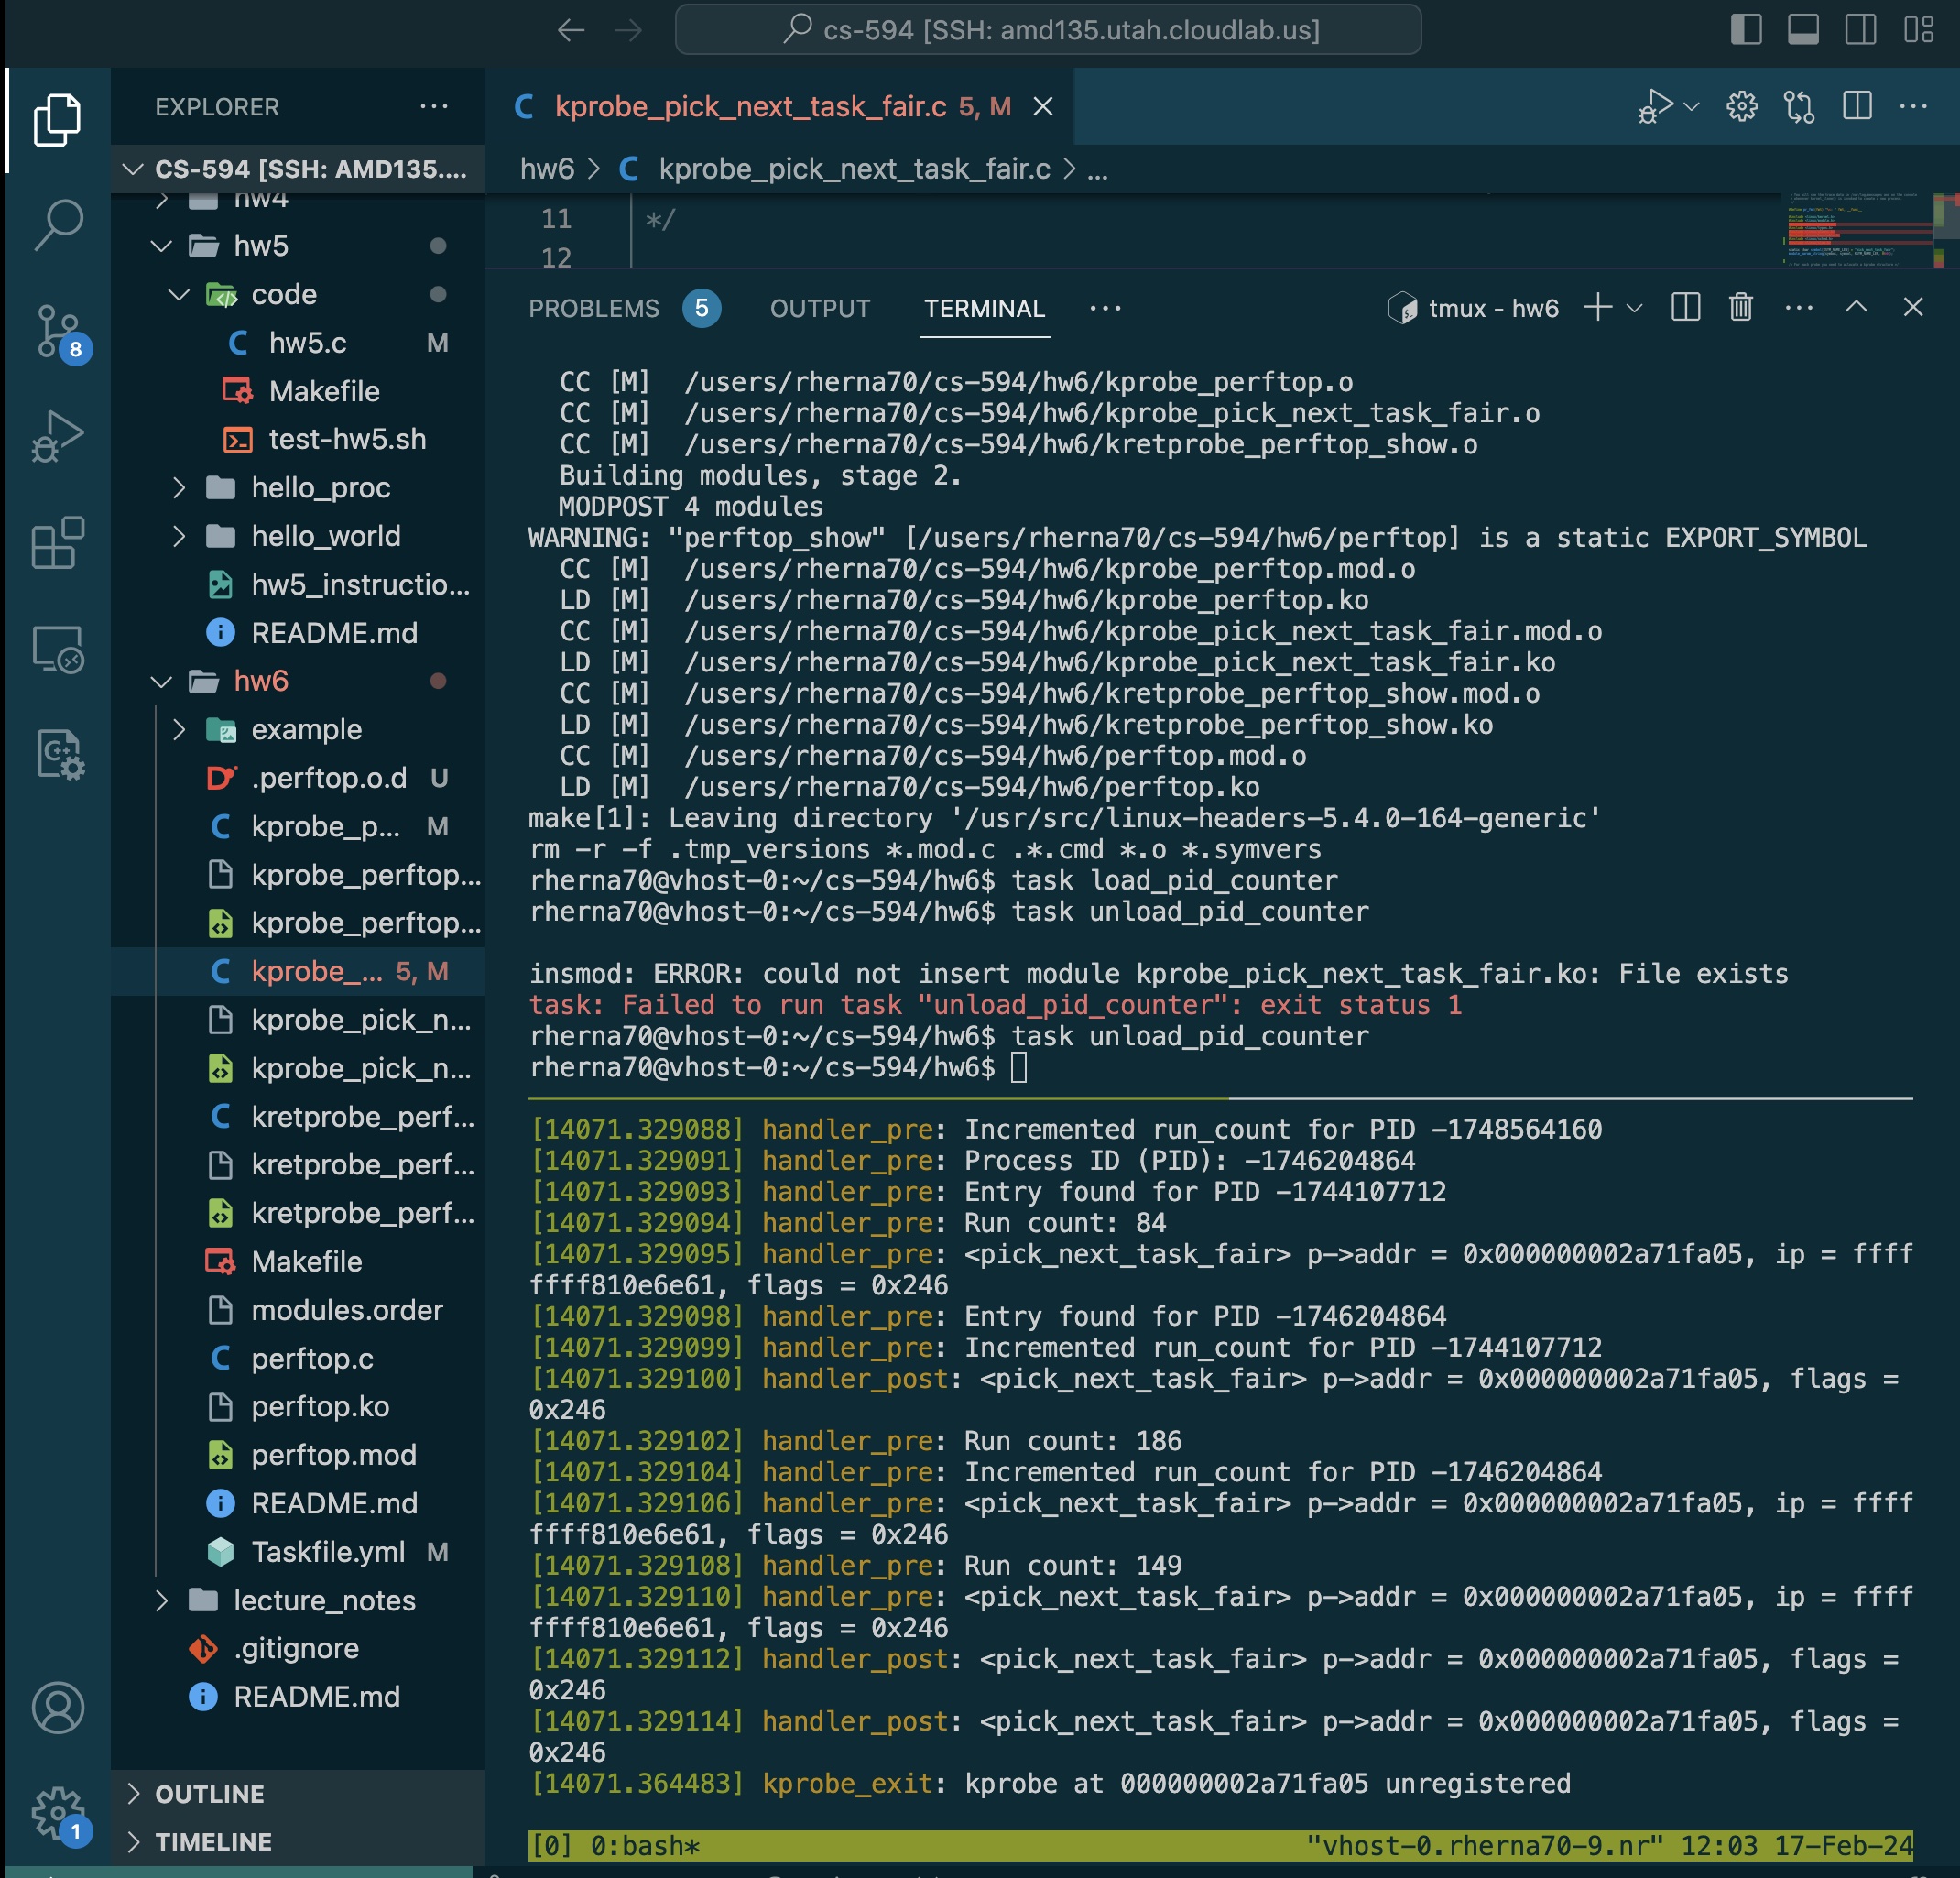 cs-594 [SSH: amd135.utah.cloudlab.us]
EXPLORER
CS-594 [SSH: AMD135....
hw4
hw5
code
hw5.c M
Makefile
test-hw5.sh
hello_proc
hello_world
hw5_instructio...
README.md
hw6
example
.perftop.o.d U
kprobe_p... M
kprobe_perftop...
kprobe_perftop...
kprobe_... 5, M
kprobe_pick_n...
kprobe_pick_n...
kretprobe_perf...
kretprobe_perf...
kretprobe_perf...
Makefile
modules.order
perftop.c
perftop.ko
perftop.mod
README.md
Taskfile.yml M
lecture_notes
.gitignore
README.md
OUTLINE
TIMELINE
8
1
kprobe_pick_next_task_fair.c 5, M
hw6 > C kprobe_pick_next_task_fair.c > ...
11 */
12
PROBLEMS 5 OUTPUT TERMINAL ... tmux - hw6
CC [M] /users/rherna70/cs-594/hw6/kprobe_perftop.o
CC [M] /users/rherna70/cs-594/hw6/kprobe_pick_next_task_fair.o
CC [M] /users/rherna70/cs-594/hw6/kretprobe_perftop_show.o
Building modules, stage 2.
MODPOST 4 modules
WARNING: "perftop_show" [/users/rherna70/cs-594/hw6/perftop] is a static EXPORT_SYMBOL
CC [M] /users/rherna70/cs-594/hw6/kprobe_perftop.mod.o
LD [M] /users/rherna70/cs-594/hw6/kprobe_perftop.ko
CC [M] /users/rherna70/cs-594/hw6/kprobe_pick_next_task_fair.mod.o
LD [M] /users/rherna70/cs-594/hw6/kprobe_pick_next_task_fair.ko
CC [M] /users/rherna70/cs-594/hw6/kretprobe_perftop_show.mod.o
LD [M] /users/rherna70/cs-594/hw6/kretprobe_perftop_show.ko
CC [M] /users/rherna70/cs-594/hw6/perftop.mod.o
LD [M] /users/rherna70/cs-594/hw6/perftop.ko
make[1]: Leaving directory '/usr/src/linux-headers-5.4.0-164-generic'
rm -r -f .tmp_versions *.mod.c .*.cmd *.o *.symvers
rherna70@vhost-0:~/cs-594/hw6$ task load_pid_counter
rherna70@vhost-0:~/cs-594/hw6$ task unload_pid_counter
insmod: ERROR: could not insert module kprobe_pick_next_task_fair.ko: File exists
task: Failed to run task "unload_pid_counter": exit status 1
rherna70@vhost-0:~/cs-594/hw6$ task unload_pid_counter
rherna70@vhost-0:~/cs-594/hw6$
[14071.329088] handler_pre: Incremented run_count for PID -1748564160
[14071.329091] handler_pre: Process ID (PID): -1746204864
[14071.329093] handler_pre: Entry found for PID -1744107712
[14071.329094] handler_pre: Run count: 84
[14071.329095] handler_pre: <pick_next_task_fair> p->addr = 0x000000002a71fa05, ip = ffff
ffff810e6e61, flags = 0x246
[14071.329098] handler_pre: Entry found for PID -1746204864
[14071.329099] handler_pre: Incremented run_count for PID -1744107712
[14071.329100] handler_post: <pick_next_task_fair> p->addr = 0x000000002a71fa05, flags =
0x246
[14071.329102] handler_pre: Run count: 186
[14071.329104] handler_pre: Incremented run_count for PID -1746204864
[14071.329106] handler_pre: <pick_next_task_fair> p->addr = 0x000000002a71fa05, ip = ffff
ffff810e6e61, flags = 0x246
[14071.329108] handler_pre: Run count: 149
[14071.329110] handler_pre: <pick_next_task_fair> p->addr = 0x000000002a71fa05, ip = ffff
ffff810e6e61, flags = 0x246
[14071.329112] handler_post: <pick_next_task_fair> p->addr = 0x000000002a71fa05, flags =
0x246
[14071.329114] handler_post: <pick_next_task_fair> p->addr = 0x000000002a71fa05, flags =
0x246
[14071.364483] kprobe_exit: kprobe at 000000002a71fa05 unregistered
[0] 0:bash* "vhost-0.rherna70-9.nr" 12:03 17-Feb-24